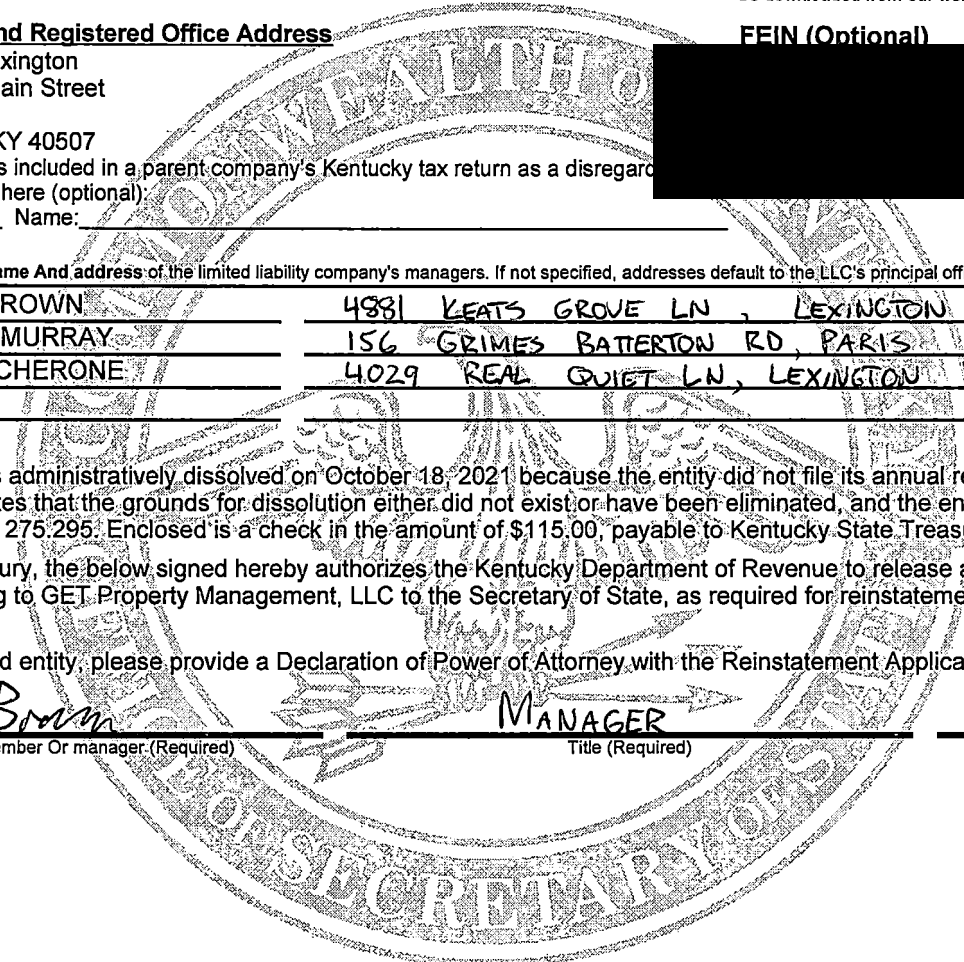 nd Registered Office Address
FEIN (Optional)
xington
ain Street
KY 40507
s included in a parent company's Kentucky tax return as a disregard
here (optional):
Name:
ame And address of the limited liability company's managers. If not specified, addresses default to the LLC's principal off
ROWN 4881 KEATS GROVE LN , LEXINGTON
MURRAY 156 GRIMES BATTERTON RD, PARIS
CHERONE 4029 REAL QUIET LN, LEXINGTON
s administratively dissolved on October 18, 2021 because the entity did not file its annual re
tes that the grounds for dissolution either did not exist or have been eliminated, and the en
275.295. Enclosed is a check in the amount of $115.00, payable to Kentucky State Treas
ury, the below signed hereby authorizes the Kentucky Department of Revenue to release a
g to GET Property Management, LLC to the Secretary of State, as required for reinstateme
d entity, please provide a Declaration of Power of Attorney with the Reinstatement Applica
Brown MANAGER
ember Or manager (Required) Title (Required)
COMMONWEALTH O
OFFICE OF SECRETARY OF STATE